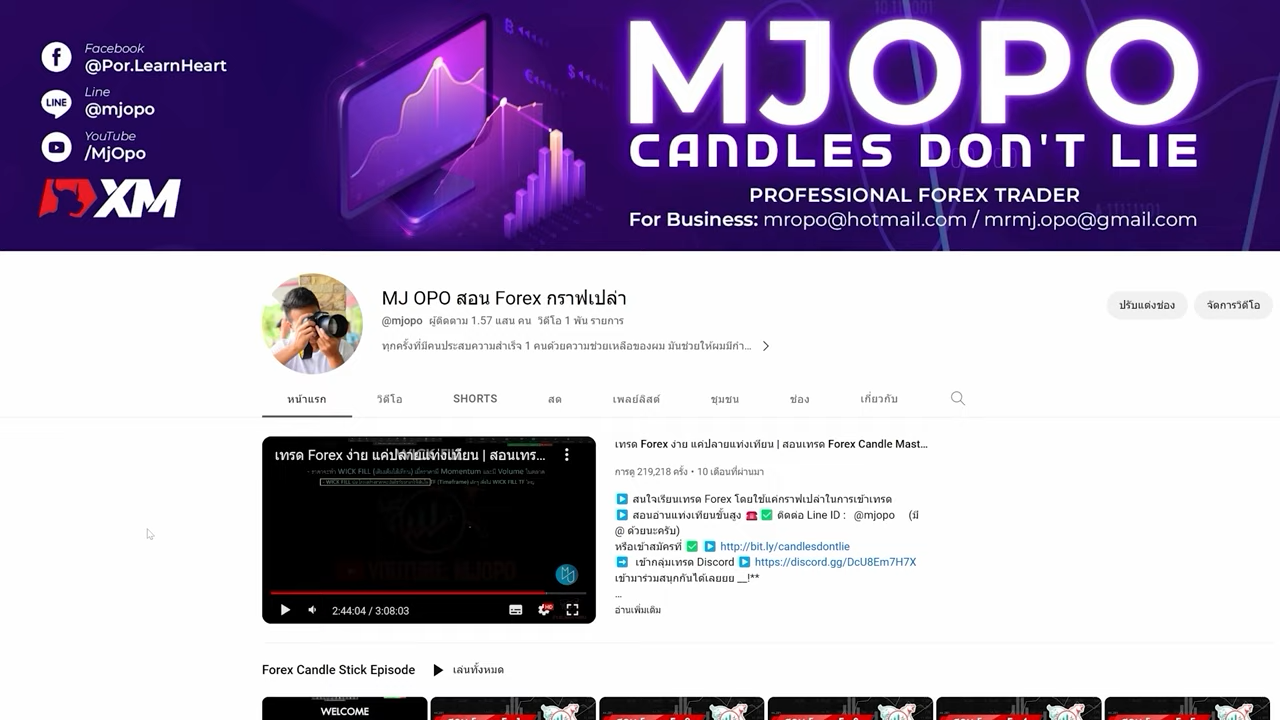 Facebook
@Por.LearnHeart
LINE
Line
@mjopo
YouTube
/MjOpo
XM
MJOPO
CANDLES DON'T LIE
PROFESSIONAL FOREX TRADER
For Business: mropo@hotmail.com / mrmj.opo@gmail.com
MJ OPO สอน Forex กราฟเปล่า
@mjopo ผู้ติดตาม 1.57 แสน คน วิดีโอ 1 พัน รายการ
ทุกครั้งที่มีคนประสบความสำเร็จ 1 คนด้วยความช่วยเหลือของผม มันช่วยให้ผมมีกำ...
ปรับแต่งช่อง
จัดการวิดีโอ
หน้าแรก วิดีโอ SHORTS สด เพลย์ลิสต์ ชุมชน ช่อง เกี่ยวกับ
เทรด Forex ง่าย แค่ปลายแท่งเทียน | สอนเทร...
2:44:04 / 3:08:03
เทรด Forex ง่าย แค่ปลายแท่งเทียน | สอนเทรด Forex Candle Mast...
การดู 219,218 ครั้ง • 10 เดือนที่ผ่านมา
สนใจเรียนเทรด Forex โดยใช้แค่กราฟเปล่าในการเข้าเทรด
สอนอ่านแท่งเทียนขั้นสูง ☎️ ✅ ติดต่อ Line ID : @mjopo (มี
@ ด้วยนะครับ)
หรือเข้าสมัครที่ ✅ ▶️ http://bit.ly/candlesdontlie
เข้ากลุ่มเทรด Discord ▶️ https://discord.gg/DcU8Em7H7X
เข้ามาร่วมสนุกกันได้เลยยย __!**
...
อ่านเพิ่มเติม
Forex Candle Stick Episode
เล่นทั้งหมด
WELCOME